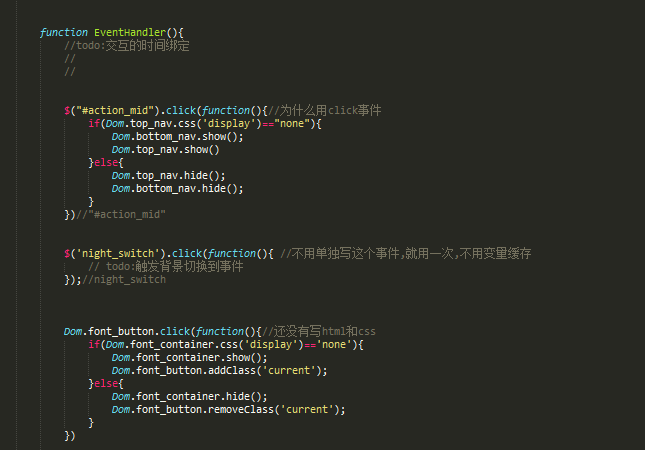 function EventHandler(){
//todo:交互的时间绑定
//
//
$("#action_mid").click(function(){//为什么用click事件
if(Dom.top_nav.css('display')=="none"){
Dom.bottom_nav.show();
Dom.top_nav.show()
}else{
Dom.top_nav.hide();
Dom.bottom_nav.hide();
}
})//"#action_mid"
$('night_switch').click(function(){ //不用单独写这个事件,就用一次,不用变量缓存
// todo:触发背景切换到事件
});//night_switch
Dom.font_button.click(function(){//还没有写html和css
if(Dom.font_container.css('display')=='none'){
Dom.font_container.show();
Dom.font_button.addClass('current');
}else{
Dom.font_container.hide();
Dom.font_button.removeClass('current');
}
})